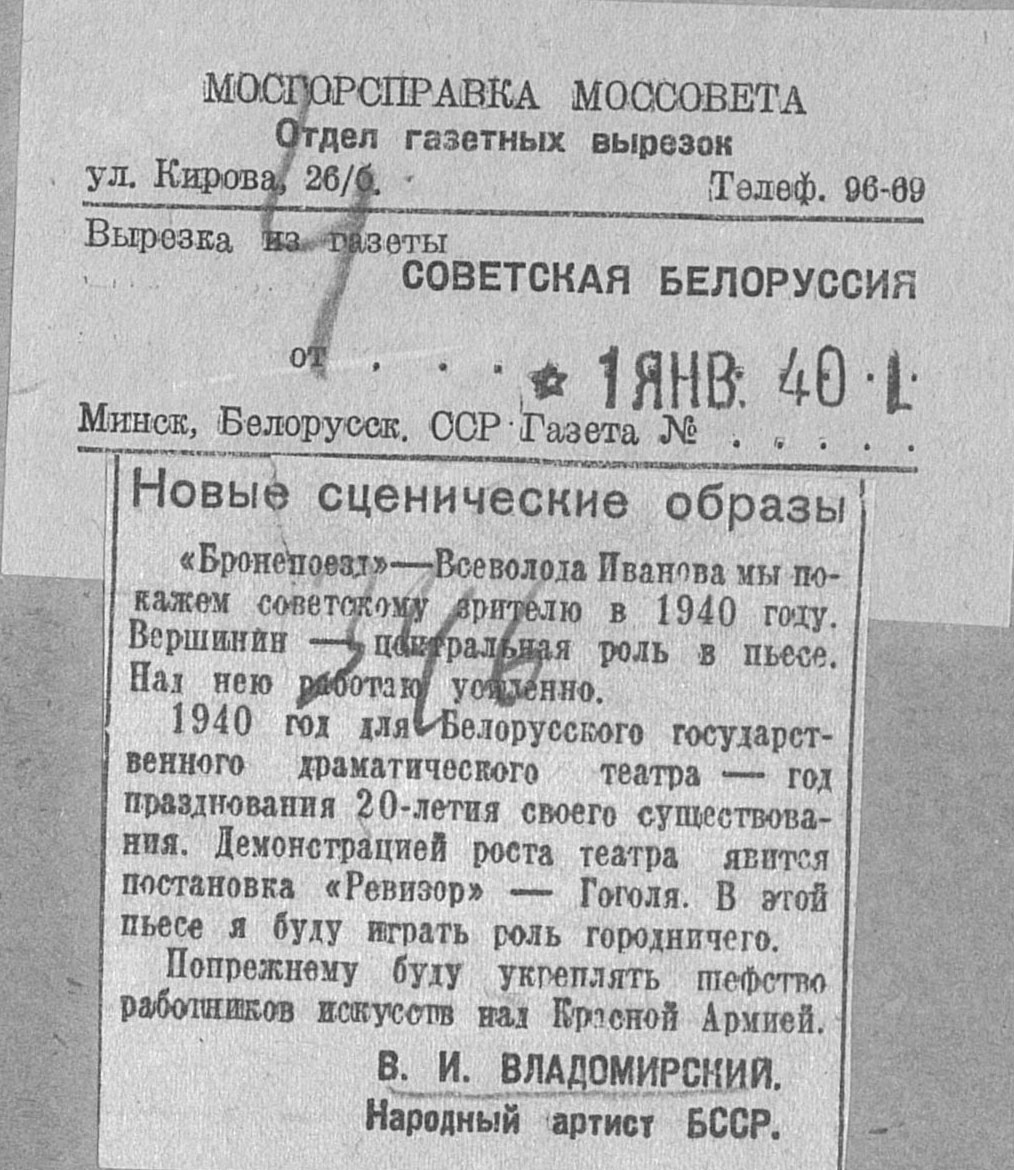 МОСГОРСПРАВКА МОССОВЕТА
Отдел газетных вырезок
ул. Кирова, 26/б. Телеф. 96-69
Вырезка из газеты
СОВЕТСКАЯ БЕЛОРУССИЯ
от . . . ★ 1 ЯНВ. 40
Минск, Белорусск. ССР Газета № . . . . .
Новые сценические образы
«Бронепоезд»—Всеволода Иванова мы по-
кажем советскому зрителю в 1940 году.
Вершинин — центральная роль в пьесе.
Над нею работаю усиленно.
1940 год для Белорусского государст-
венного драматического театра — год
празднования 20-летия своего существова-
ния. Демонстрацией роста театра явится
постановка «Ревизор» — Гоголя. В этой
пьесе я буду играть роль городничего.
Попрежнему буду укреплять шефство
работников искусств над Красной Армией.
В. И. ВЛАДОМИРСКИЙ.
Народный артист БССР.